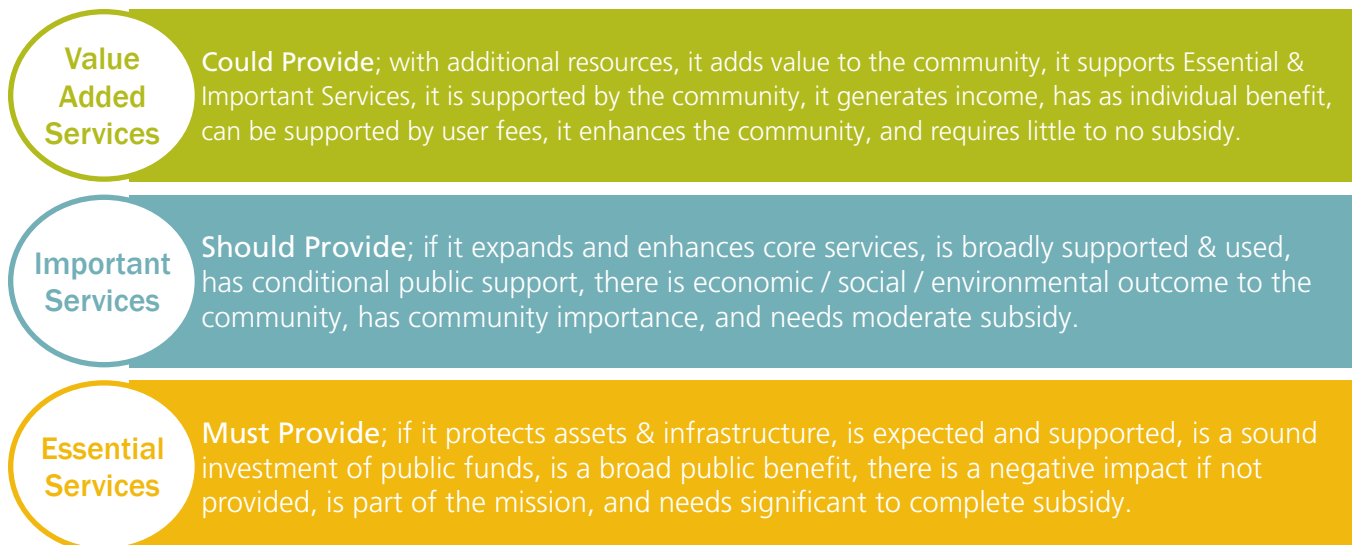 Value
Added
Services
Could Provide; with additional resources, it adds value to the community, it supports Essential &
Important Services, it is supported by the community, it generates income, has as individual benefit,
can be supported by user fees, it enhances the community, and requires little to no subsidy.
Important
Services
Should Provide; if it expands and enhances core services, is broadly supported & used,
has conditional public support, there is economic / social / environmental outcome to the
community, has community importance, and needs moderate subsidy.
Essential
Services
Must Provide; if it protects assets & infrastructure, is expected and supported, is a sound
investment of public funds, is a broad public benefit, there is a negative impact if not
provided, is part of the mission, and needs significant to complete subsidy.